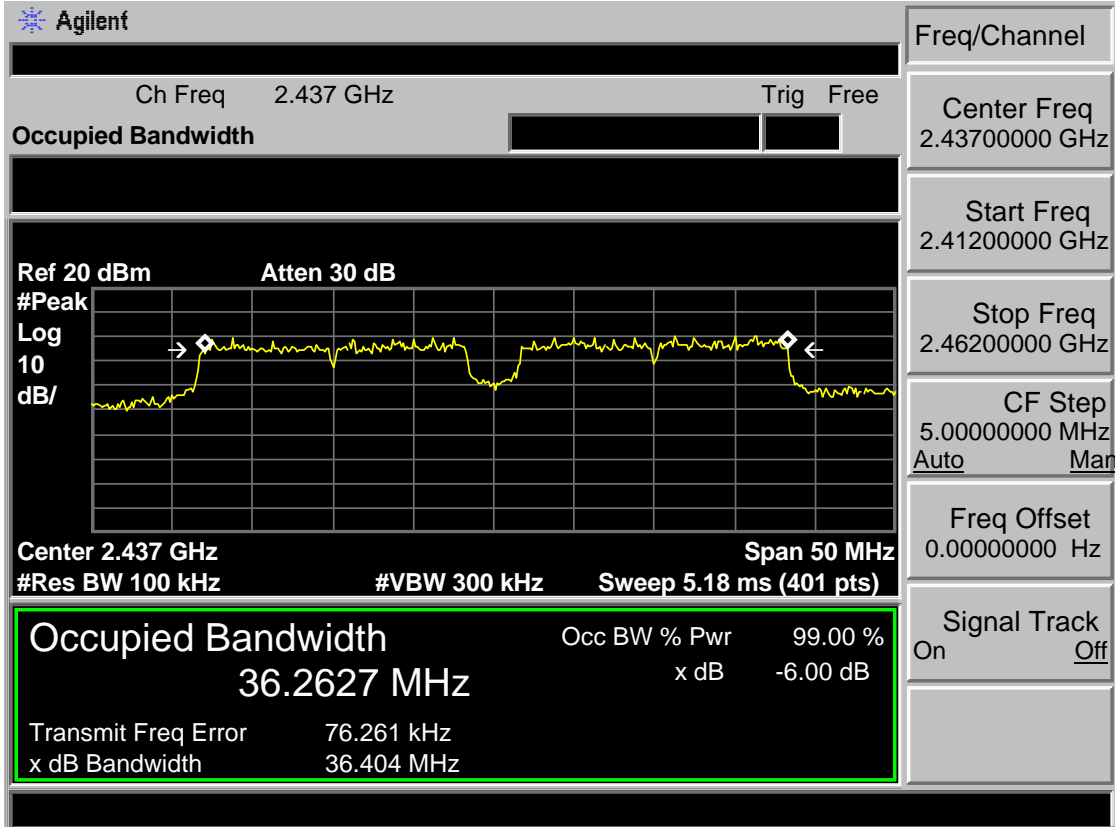 Agilent
Freq/Channel
Ch Freq 2.437 GHz Trig Free
Occupied Bandwidth
Center Freq
2.43700000 GHz
Start Freq
2.41200000 GHz
Stop Freq
2.46200000 GHz
CF Step
5.00000000 MHz
Auto Man
Freq Offset
0.00000000 Hz
Signal Track
On Off
Ref 20 dBm Atten 30 dB
#Peak
Log
10
dB/
Center 2.437 GHz Span 50 MHz
#Res BW 100 kHz #VBW 300 kHz Sweep 5.18 ms (401 pts)
Occupied Bandwidth Occ BW % Pwr 99.00 %
36.2627 MHz x dB -6.00 dB
Transmit Freq Error 76.261 kHz
x dB Bandwidth 36.404 MHz